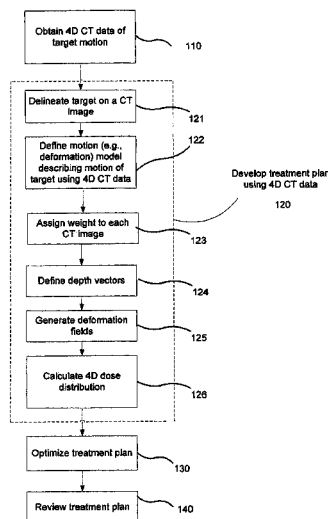 Obtain 4D CT data of
target motion
110
Delineate target on a CT
image
121
Define motion (e.g.,
deformation) model
describing motion of
target using 4D CT data
122
Develop treatment plan
using 4D CT data
120
Assign weight to each
CT image
123
Define depth vectors
124
Generate deformation
fields
125
Calculate 4D dose
distribution
126
Optimize treatment plan
130
Review treatment plan
140